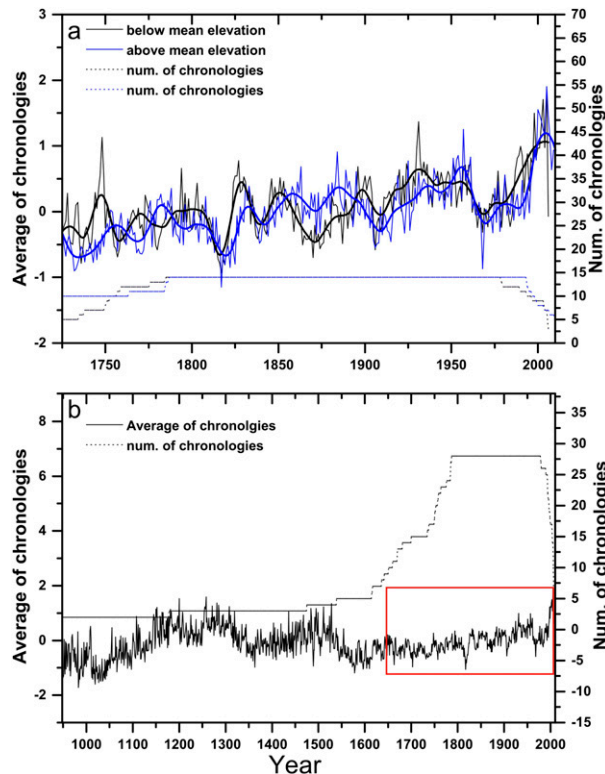 a
below mean elevation
above mean elevation
num. of chronologies
num. of chronologies
Average of chronologies
3
2
1
0
-1
-2
Num. of chronologies
70
65
60
55
50
45
40
35
30
25
20
15
10
5
0
1750 1800 1850 1900 1950 2000
b
Average of chronolgies
num. of chronologies
Average of chronologies
8
6
4
2
0
-2
Num. of chronologies
35
30
25
20
15
10
5
0
-5
-10
-15
1000 1100 1200 1300 1400 1500 1600 1700 1800 1900 2000
Year